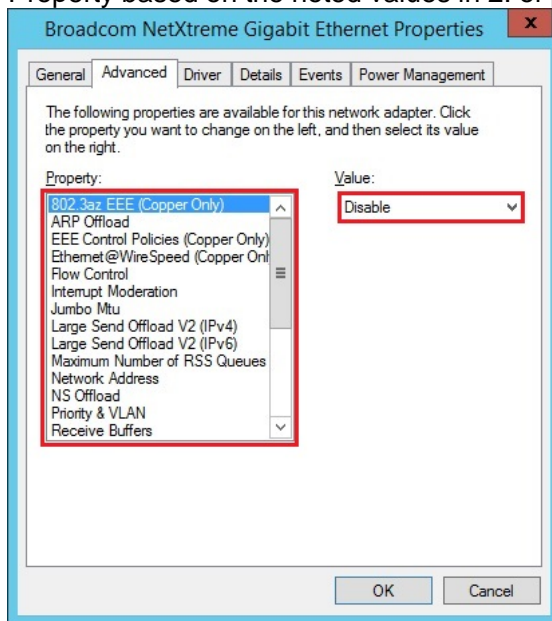 Property based on the noted values in 2. of
Broadcom NetXtreme Gigabit Ethernet Properties x
General Advanced Driver Details Events Power Management
The following properties are available for this network adapter. Click
the property you want to change on the left, and then select its value
on the right.
Property:
Value:
802.3az EEE (Copper Only)
Disable
ARP Offload
EEE Control Policies (Copper Only)
Ethernet@WireSpeed (Copper Onl
Flow Control
Interrupt Moderation
Jumbo Mtu
Large Send Offload V2 (IPv4)
Large Send Offload V2 (IPv6)
Maximum Number of RSS Queues
Network Address
NS Offload
Priority & VLAN
Receive Buffers
OK Cancel